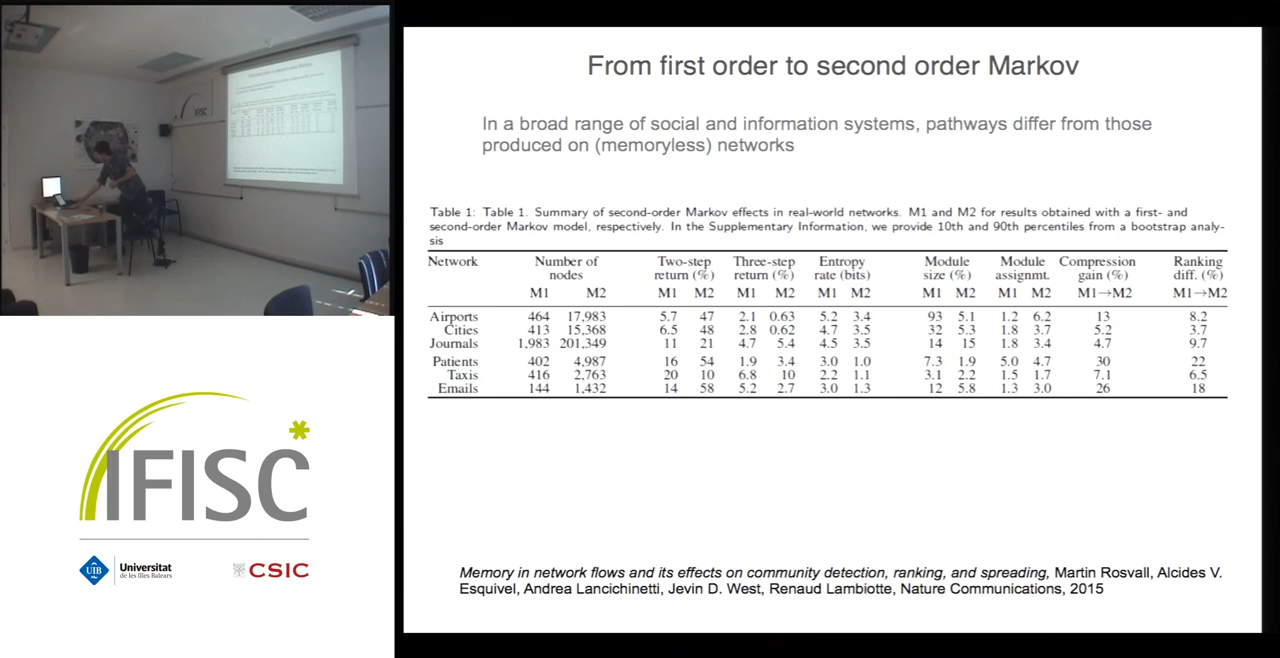 From first order to second order Markov
In a broad range of social and information systems, pathways differ from those
produced on (memoryless) networks
Table 1: Table 1. Summary of second-order Markov effects in real-world networks. M1 and M2 for results obtained with a first- and
second-order Markov model, respectively. In the Supplementary Information, we provide 10th and 90th percentiles from a bootstrap analy-
sis
Network Number of Two-step Three-step Entropy Module Module Compression Ranking
nodes return (%) return (%) rate (bits) size (%) assignmt. gain (%) diff. (%)
M1 M2 M1 M2 M1 M2 M1 M2 M1 M2 M1 M2 M1→M2 M1→M2
Airports 464 17,983 5.7 47 2.1 0.63 5.2 3.4 93 5.1 1.2 6.2 13 8.2
Cities 413 15,368 6.5 48 2.8 0.62 4.7 3.5 32 5.3 1.8 3.7 5.2 3.7
Journals 1,983 201,349 11 21 4.7 5.4 4.5 3.5 14 15 1.8 3.4 4.7 9.7
Patients 402 4,987 16 54 1.9 3.4 3.0 1.0 7.3 1.9 5.0 4.7 30 22
Taxis 416 2,763 20 10 6.8 10 2.2 1.1 3.1 2.2 1.5 1.7 7.1 6.5
Emails 144 1,432 14 58 5.2 2.7 3.0 1.3 12 5.8 1.3 3.0 26 18
Memory in network flows and its effects on community detection, ranking, and spreading, Martin Rosvall, Alcides V.
Esquivel, Andrea Lancichinetti, Jevin D. West, Renaud Lambiotte, Nature Communications, 2015
IFISC
IFISC
UIB
Universitat
de les Illes Balears
CSIC